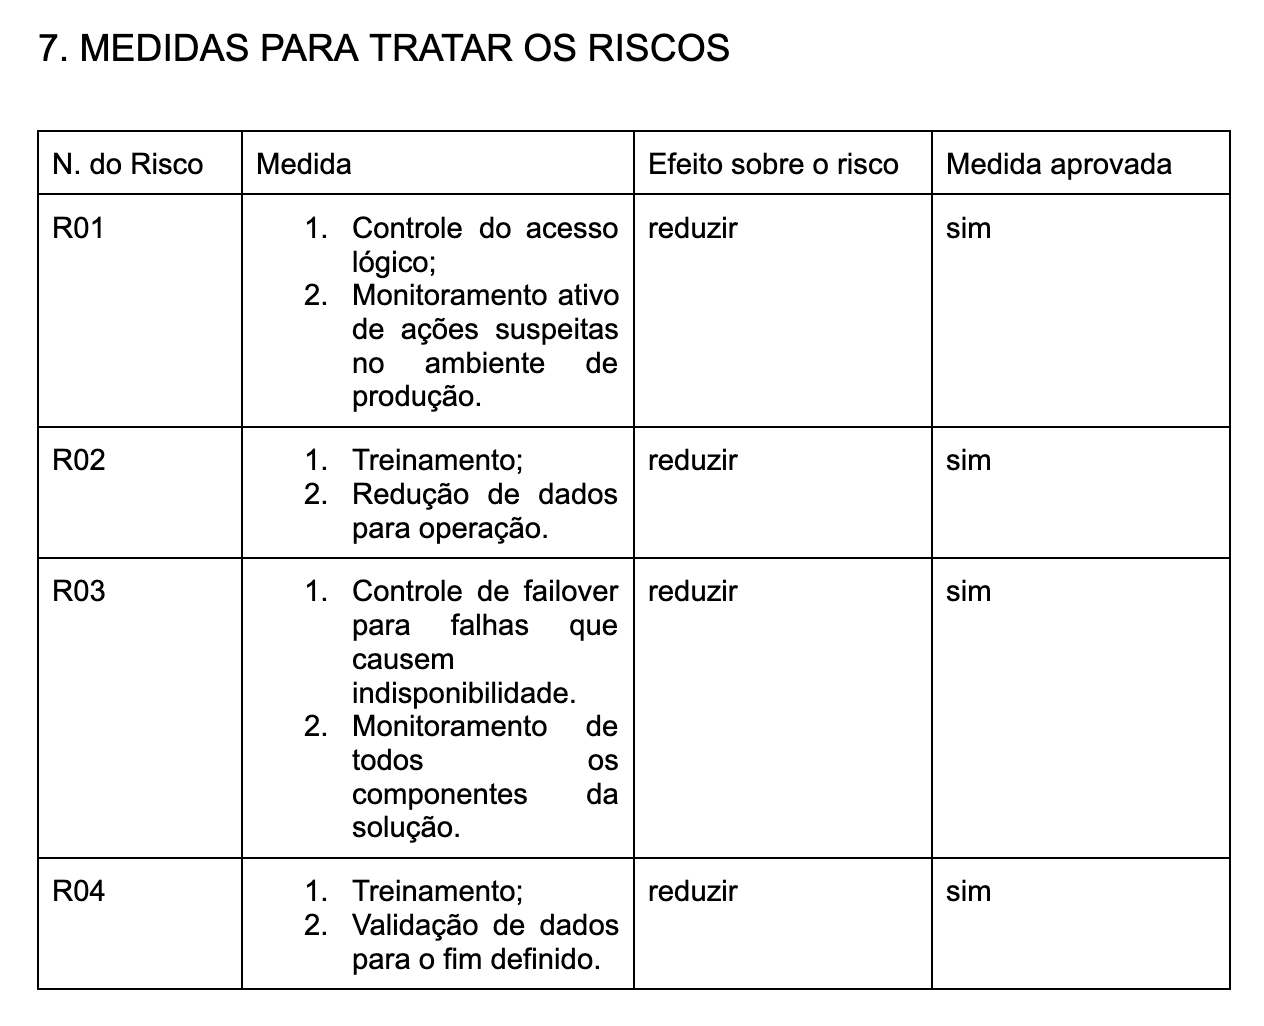 7. MEDIDAS PARA TRATAR OS RISCOS
N. do Risco Medida Efeito sobre o risco Medida aprovada
R01 1. Controle do acesso reduzir sim
lógico;
2. Monitoramento ativo
de ações suspeitas
no ambiente de
produção.
R02 1. Treinamento; reduzir sim
2. Redução de dados
para operação.
R03 1. Controle de failover reduzir sim
para falhas que
causem
indisponibilidade.
2. Monitoramento de
todos os
componentes da
solução.
R04 1. Treinamento; reduzir sim
2. Validação de dados
para o fim definido.